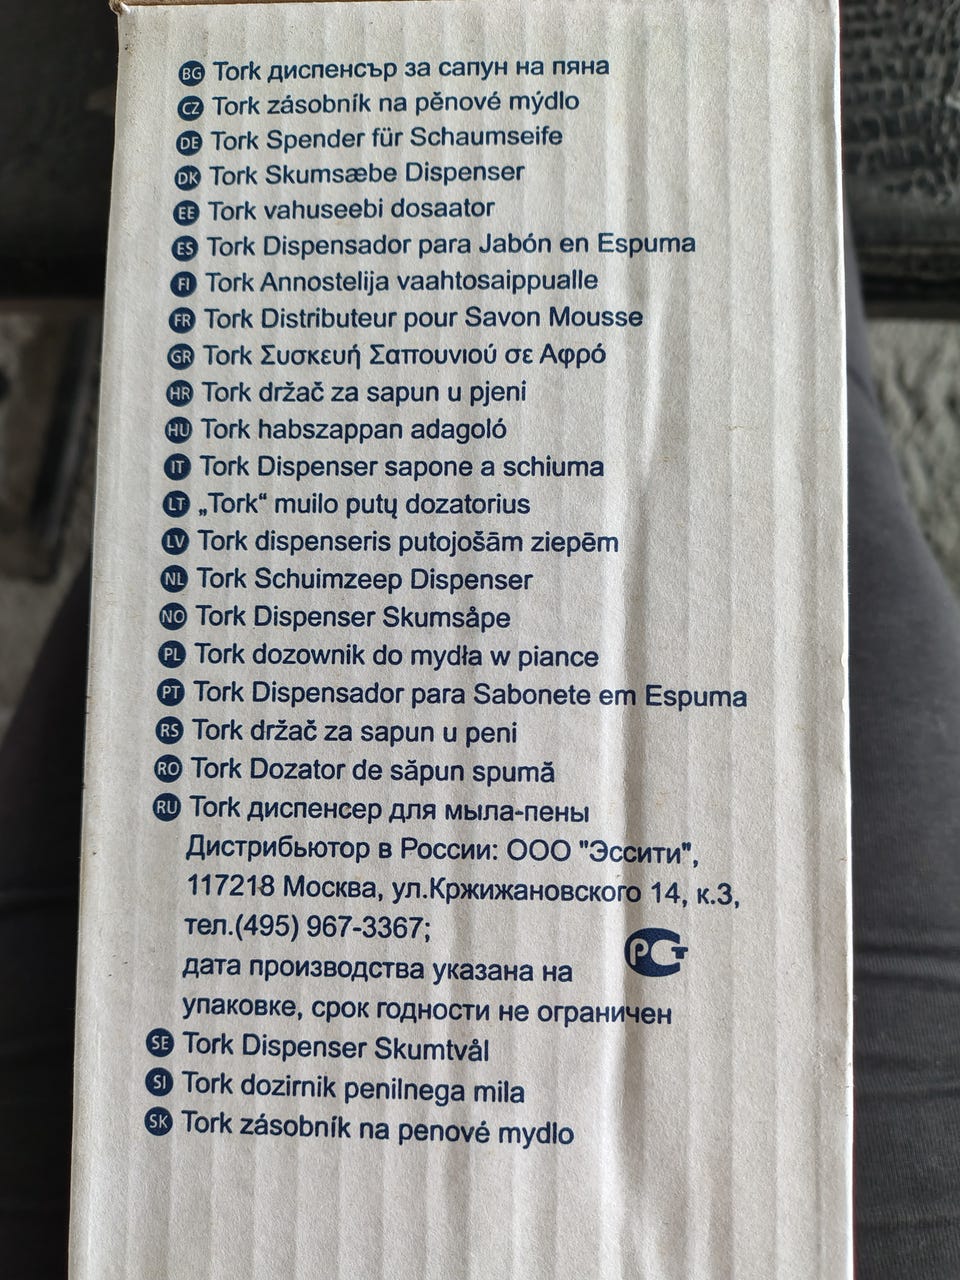 BG Tork диспенсър за сапун на пяна
CZ Tork zásobník na pěnové mýdlo
DE Tork Spender für Schaumseife
DK Tork Skumsæbe Dispenser
EE Tork vahuseebi dosaator
ES Tork Dispensador para Jabón en Espuma
FI Tork Annostelija vaahtosaippualle
FR Tork Distributeur pour Savon Mousse
GR Tork Συσκευή Σαπουνιού σε Αφρό
HR Tork držač za sapun u pjeni
HU Tork habszappan adagoló
IT Tork Dispenser sapone a schiuma
LT „Tork“ muilo putų dozatorius
LV Tork dispenseris putojošām ziepēm
NL Tork Schuimzeep Dispenser
NO Tork Dispenser Skumsåpe
PL Tork dozownik do mydła w piance
PT Tork Dispensador para Sabonete em Espuma
RS Tork držač za sapun u peni
RO Tork Dozator de săpun spumă
RU Tork диспенсер для мыла-пены
Дистрибьютор в России: ООО "Эссити",
117218 Москва, ул.Кржижановского 14, к.3,
тел.(495) 967-3367;
дата производства указана на
упаковке, срок годности не ограничен
РСТ
SE Tork Dispenser Skumtvål
SI Tork dozirnik penilnega mila
SK Tork zásobník na penové mydlo